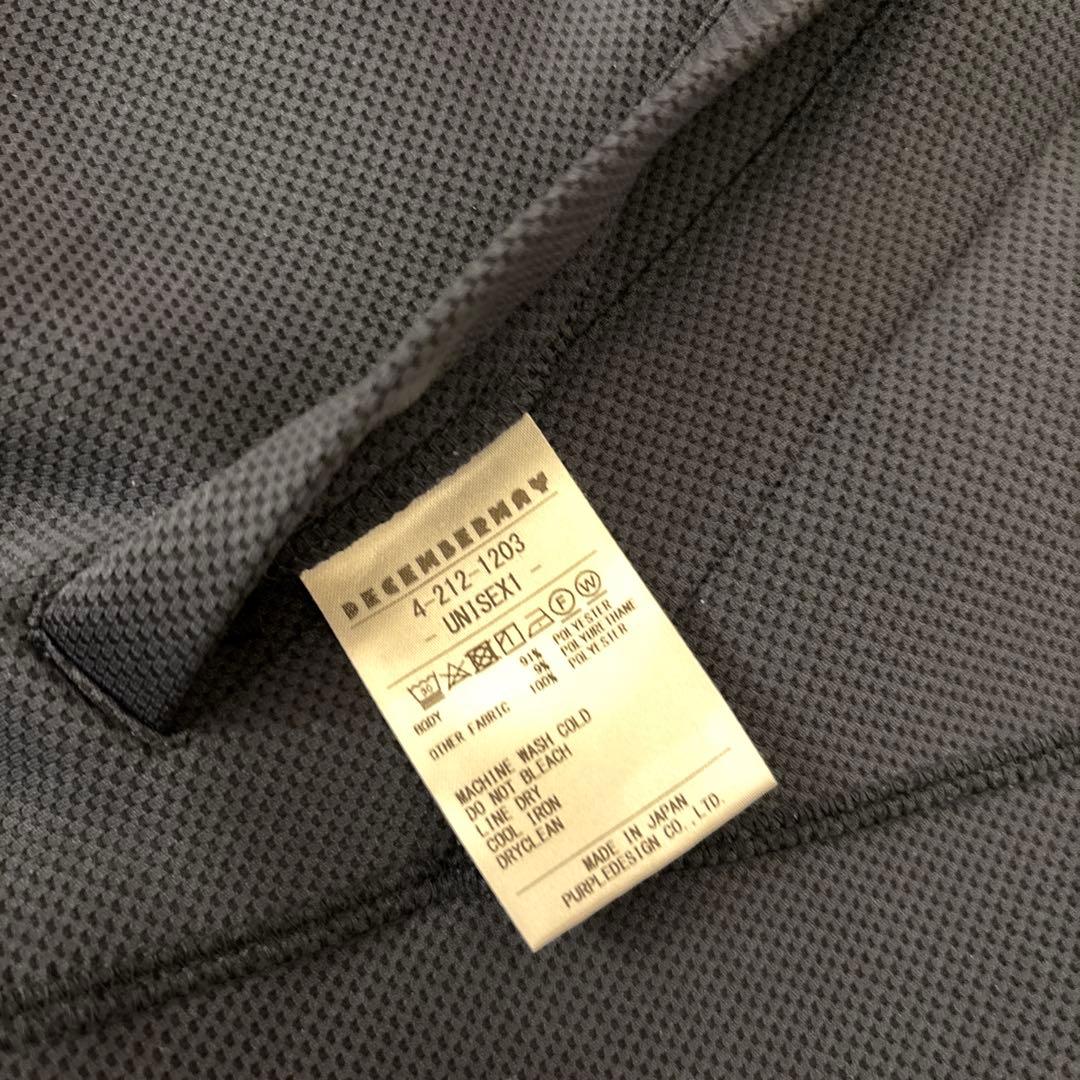 DECEMBERMAY
4-212-1203
- UNISEX1 -
30 F W
BODY 91% POLYESTER
9% POLYURETHANE
OTHER FABRIC 100% POLYESTER
MACHINE WASH COLD
DO NOT BLEACH
LINE DRY
COOL IRON
DRYCLEAN
MADE IN JAPAN
PURPLEDESIGN CO.,LTD.